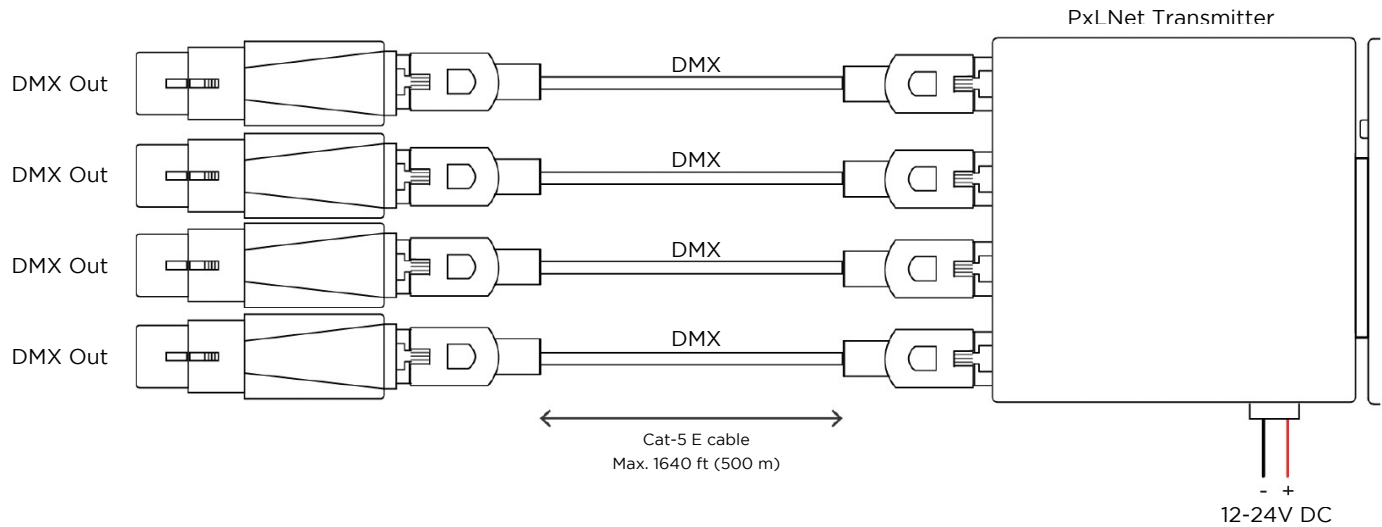 PxLNet Transmitter
DMX Out
DMX
DMX Out
DMX
DMX Out
DMX
DMX Out
DMX
Cat-5 E cable
Max. 1640 ft (500 m)
- +
12-24V DC